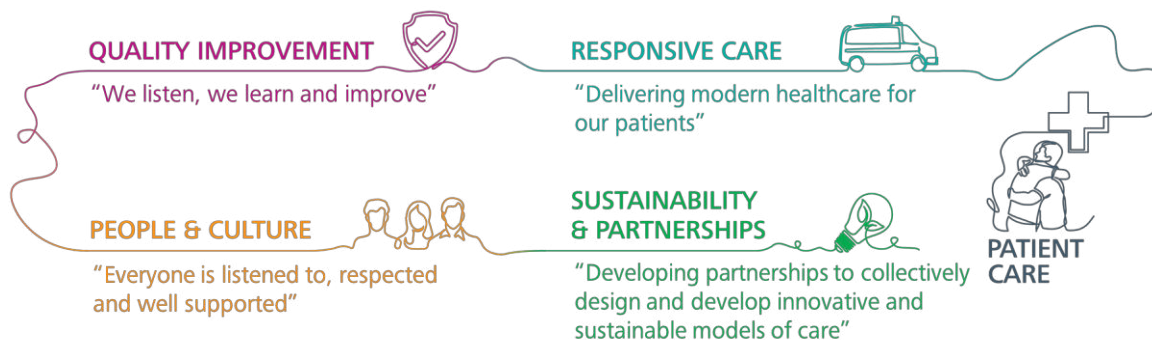 QUALITY IMPROVEMENT
“We listen, we learn and improve”
RESPONSIVE CARE
“Delivering modern healthcare for
our patients”
PEOPLE & CULTURE
“Everyone is listened to, respected
and well supported”
SUSTAINABILITY
& PARTNERSHIPS
“Developing partnerships to collectively
design and develop innovative and
sustainable models of care”
PATIENT
CARE